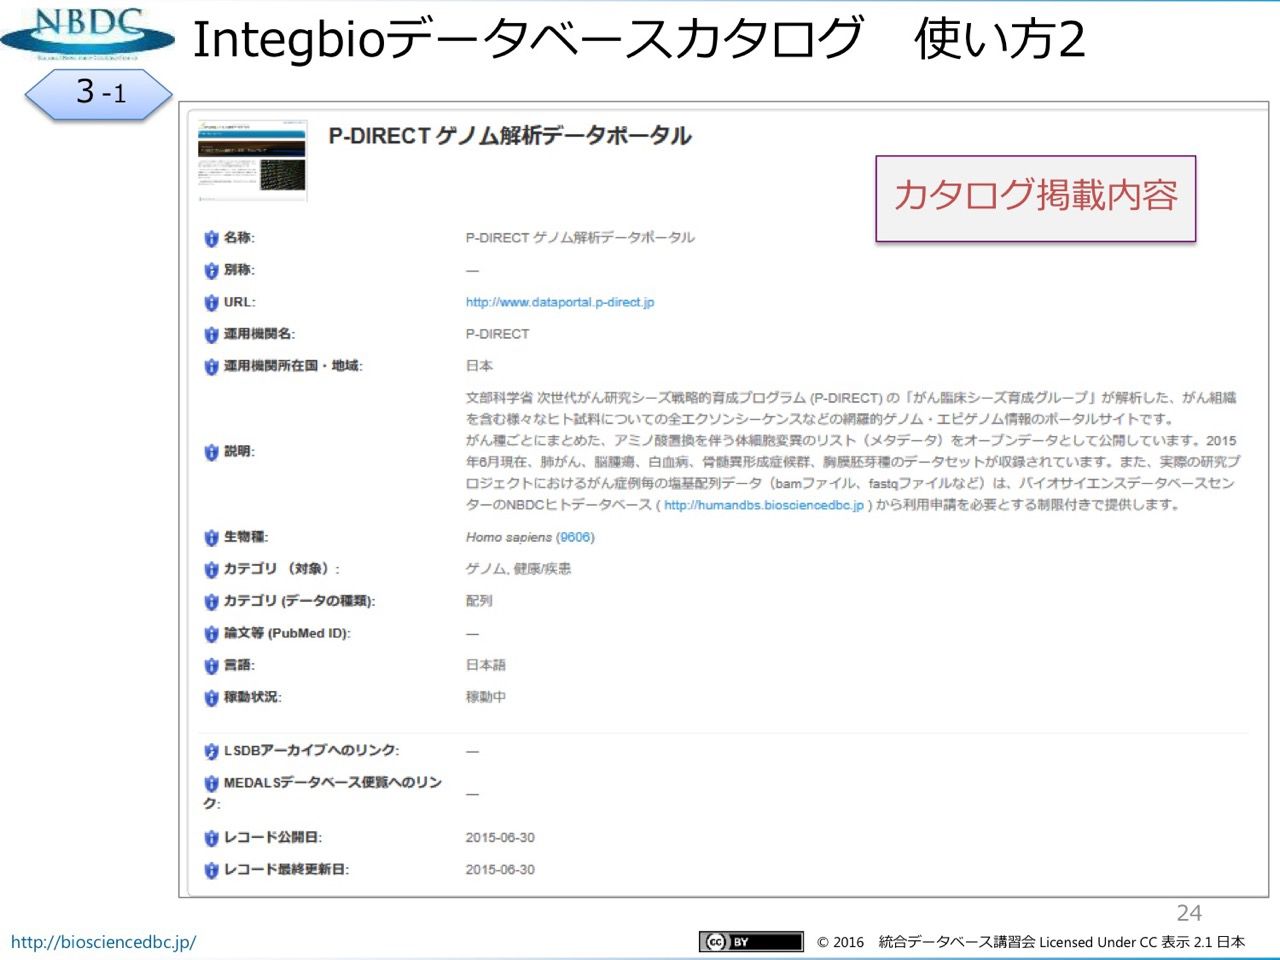 NBDC
Integbioデータベースカタログ　使い方2
3 -1
P-DIRECT ゲノム解析データポータル
カタログ掲載内容
名称: P-DIRECT ゲノム解析データポータル
別称: —
URL: http://www.dataportal.p-direct.jp
運用機関名: P-DIRECT
運用機関所在国・地域: 日本
説明:
文部科学省 次世代がん研究シーズ戦略的育成プログラム (P-DIRECT) の「がん臨床シーズ育成グループ」が解析した、がん組織
を含む様々なヒト試料についての全エクソンシーケンスなどの網羅的ゲノム・エピゲノム情報のポータルサイトです。
がん種ごとにまとめた、アミノ酸置換を伴う体細胞変異のリスト（メタデータ）をオープンデータとして公開しています。2015
年6月現在、肺がん、脳腫瘍、白血病、骨髄異形成症候群、胸膜胚芽種のデータセットが収録されています。また、実際の研究プ
ロジェクトにおけるがん症例毎の塩基配列データ（bamファイル、fastqファイルなど）は、バイオサイエンスデータベースセン
ターのNBDCヒトデータベース ( http://humandbs.biosciencedbc.jp ) から利用申請を必要とする制限付きで提供します。
生物種: Homo sapiens (9606)
カテゴリ （対象）: ゲノム, 健康/疾患
カテゴリ (データの種類): 配列
論文等 (PubMed ID): —
言語: 日本語
稼動状況: 稼動中
LSDBアーカイブへのリンク: —
MEDALSデータベース便覧へのリン
ク: —
レコード公開日: 2015-06-30
レコード最終更新日: 2015-06-30
24
http://biosciencedbc.jp/
cc BY
© 2016　統合データベース講習会 Licensed Under CC 表示 2.1 日本